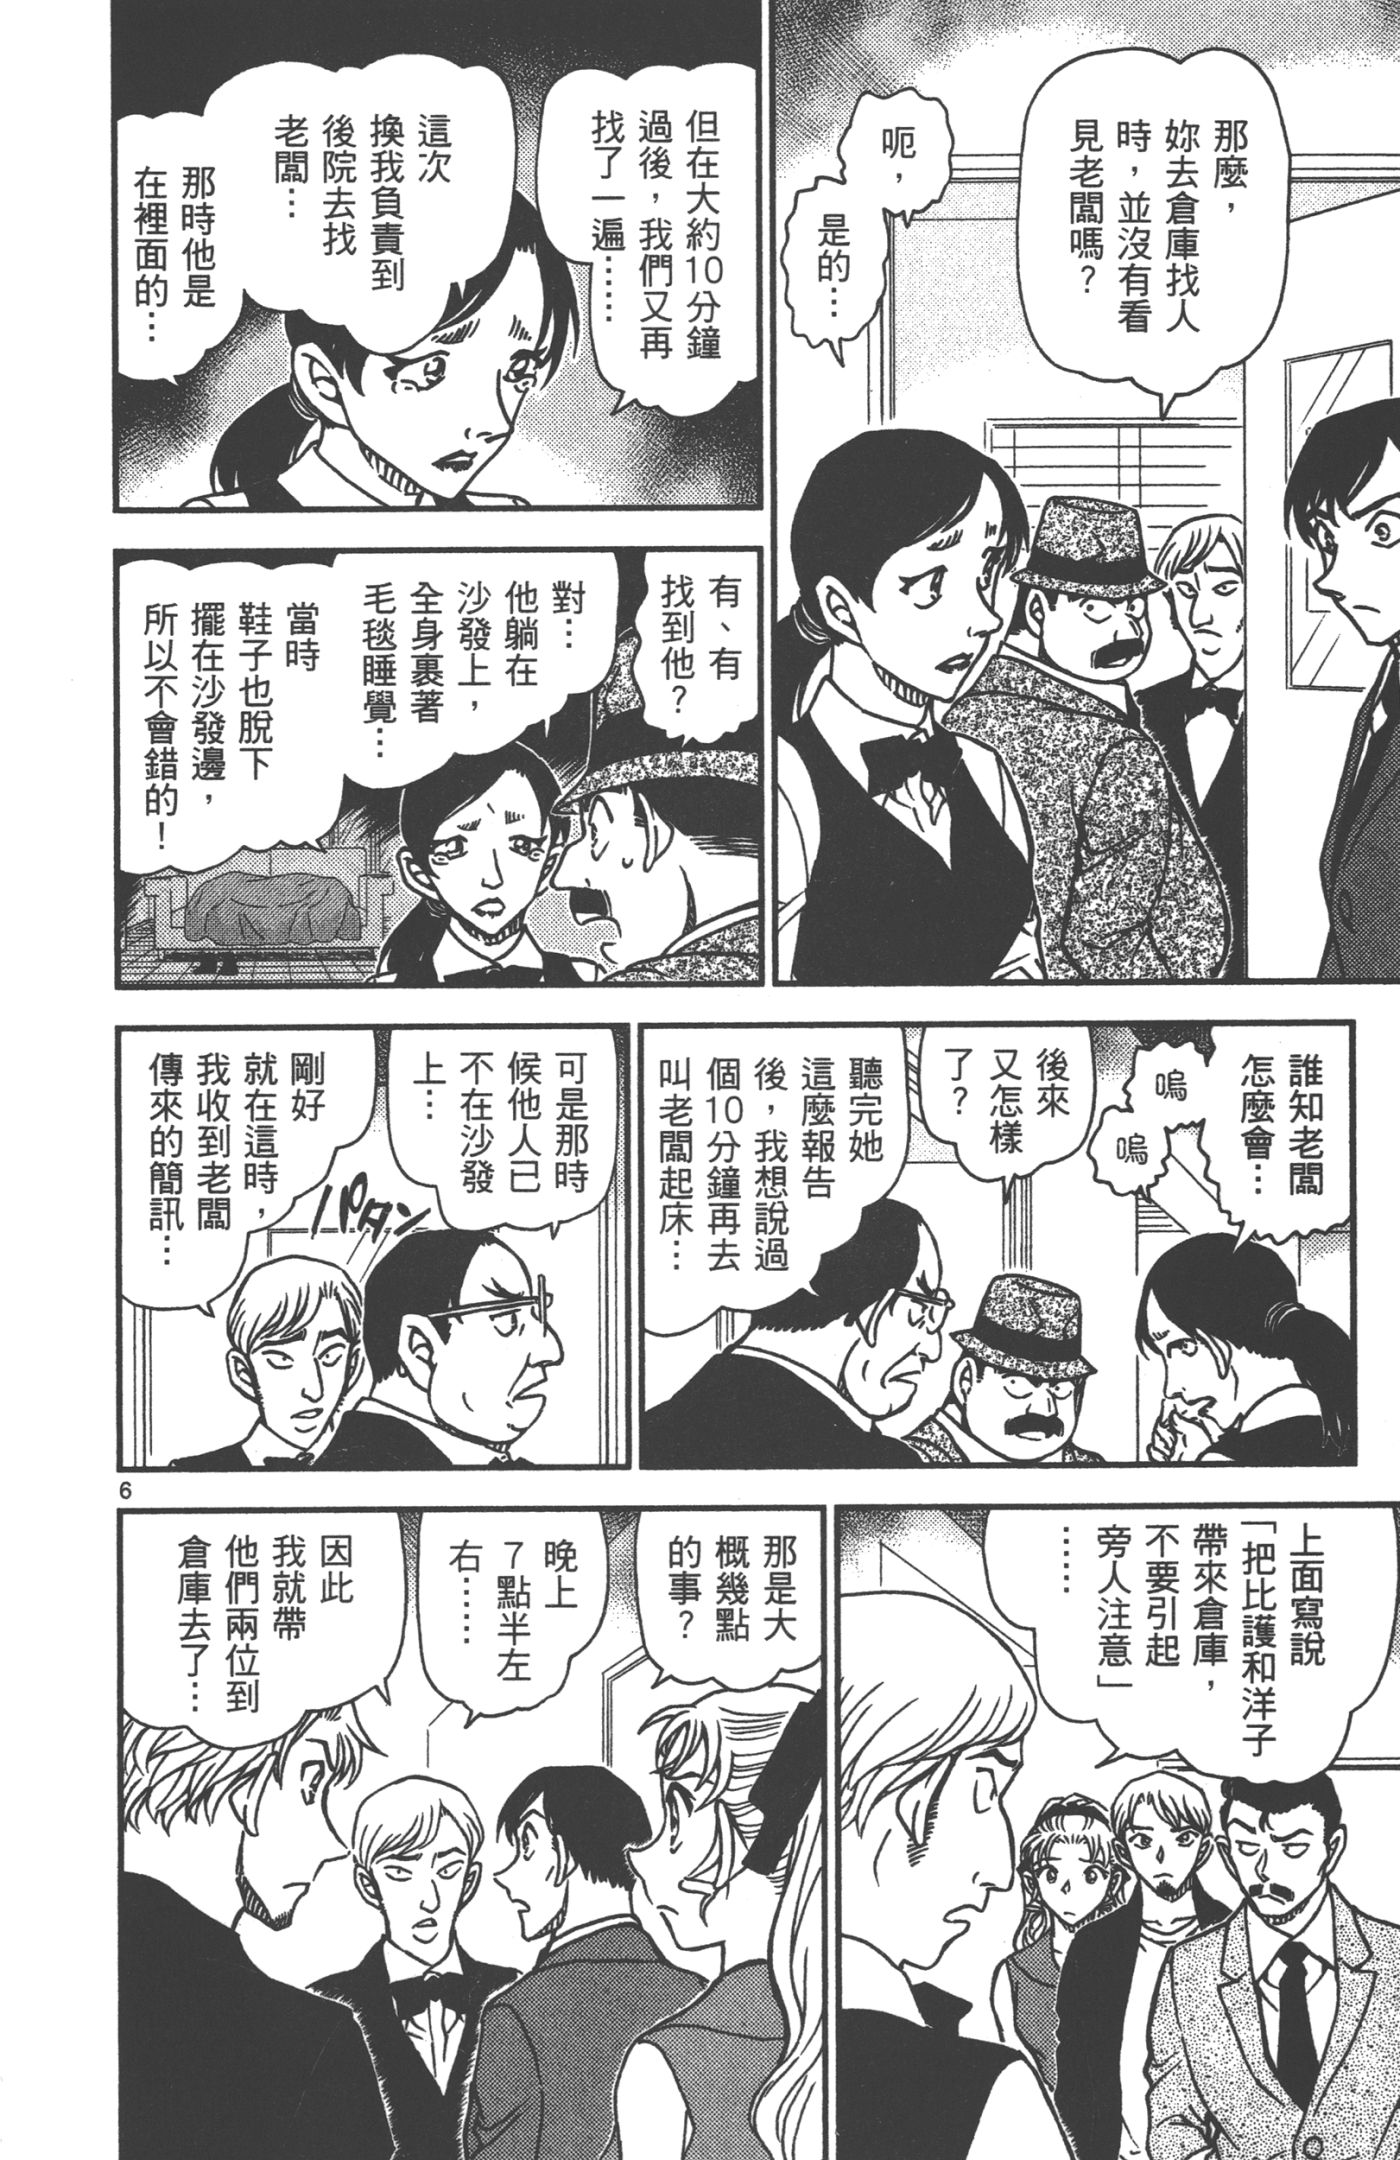 那麼，
妳去倉庫找人
時，並沒有看
見老闆嗎？
呃，
是的…
但在大約10分鐘
過後，我們又再
找了一遍……
這次
換我負責到
後院去找
老闆…
那時他是
在裡面的…
有、有
找到他？
對…
他躺在
沙發上，
全身裹著
毛毯睡覺…
當時
鞋子也脫下
擺在沙發邊，
所以不會錯的！
誰知老闆
怎麼會…
嗚
嗚
後來
又怎樣
了？
聽完她
這麼報告
後，我想說過
個10分鐘再去
叫老闆起床…
可是那時
候他人已
不在沙發
上…
パタン
剛好
就在這時，
我收到老闆
傳來的簡訊…
6
上面寫說
「把比護和洋子
帶來倉庫，
不要引起
旁人注意」
……
那是大
概幾點
的事？
晚上
7點半左
右……
因此
我就帶
他們兩位到
倉庫去了…